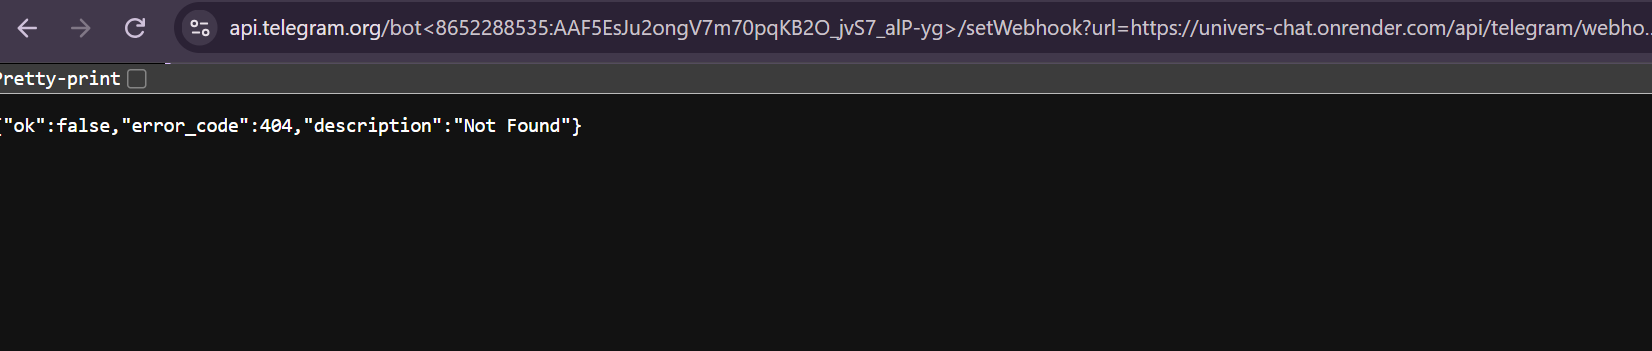 api.telegram.org/bot<8652288535:AAF5EsJu2ongV7m70pqKB2O_jvS7_alP-yg>/setWebhook?url=https://univers-chat.onrender.com/api/telegram/webho...
Pretty-print
{"ok":false,"error_code":404,"description":"Not Found"}